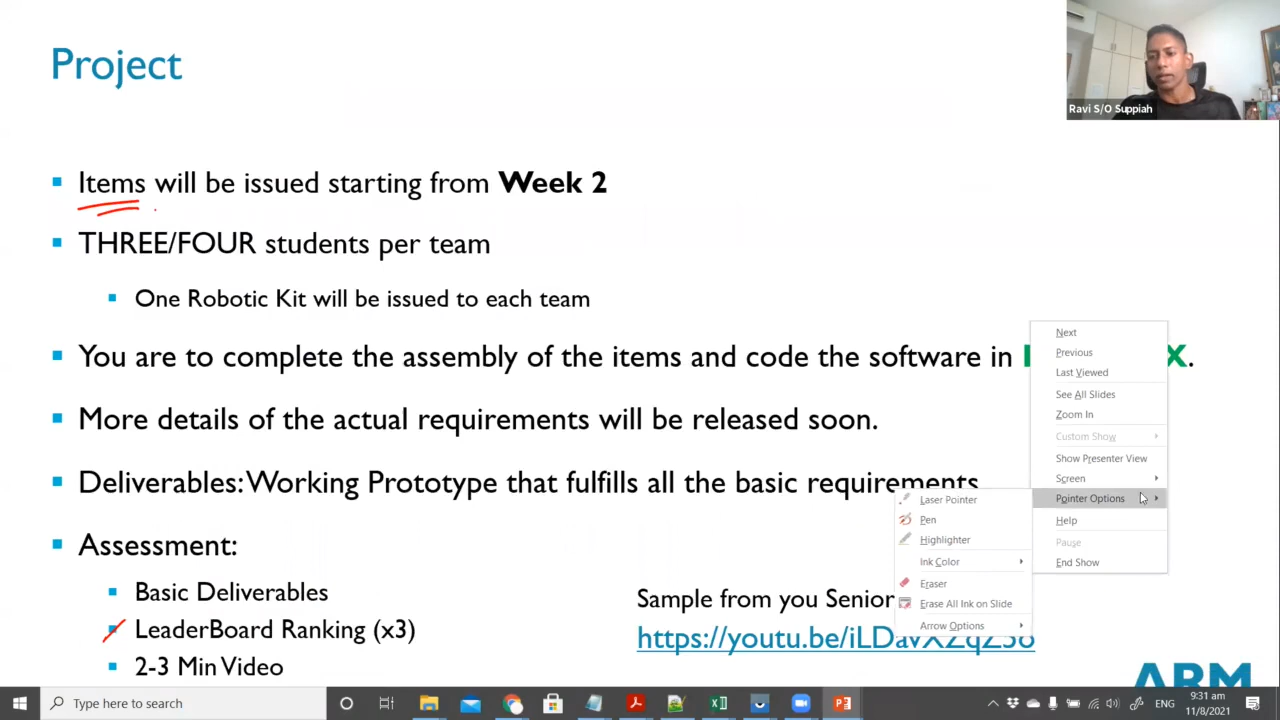 Project
Ravi S/O Suppiah
Items will be issued starting from Week 2
THREE/FOUR students per team
One Robotic Kit will be issued to each team
You are to complete the assembly of the items and code the software in
More details of the actual requirements will be released soon.
Deliverables: Working Prototype that fulfills all the basic requirements
Assessment:
Basic Deliverables
LeaderBoard Ranking (x3)
2-3 Min Video
Sample from you Senior
Next
Previous
Last Viewed
See All Slides
Zoom In
Custom Show
Show Presenter View
Screen
Pointer Options
Help
Pause
End Show
Laser Pointer
Pen
Highlighter
Ink Color
Eraser
Erase All Ink on Slide
Arrow Options
ARM
Type here to search
ENG
9:31 am
11/8/2021